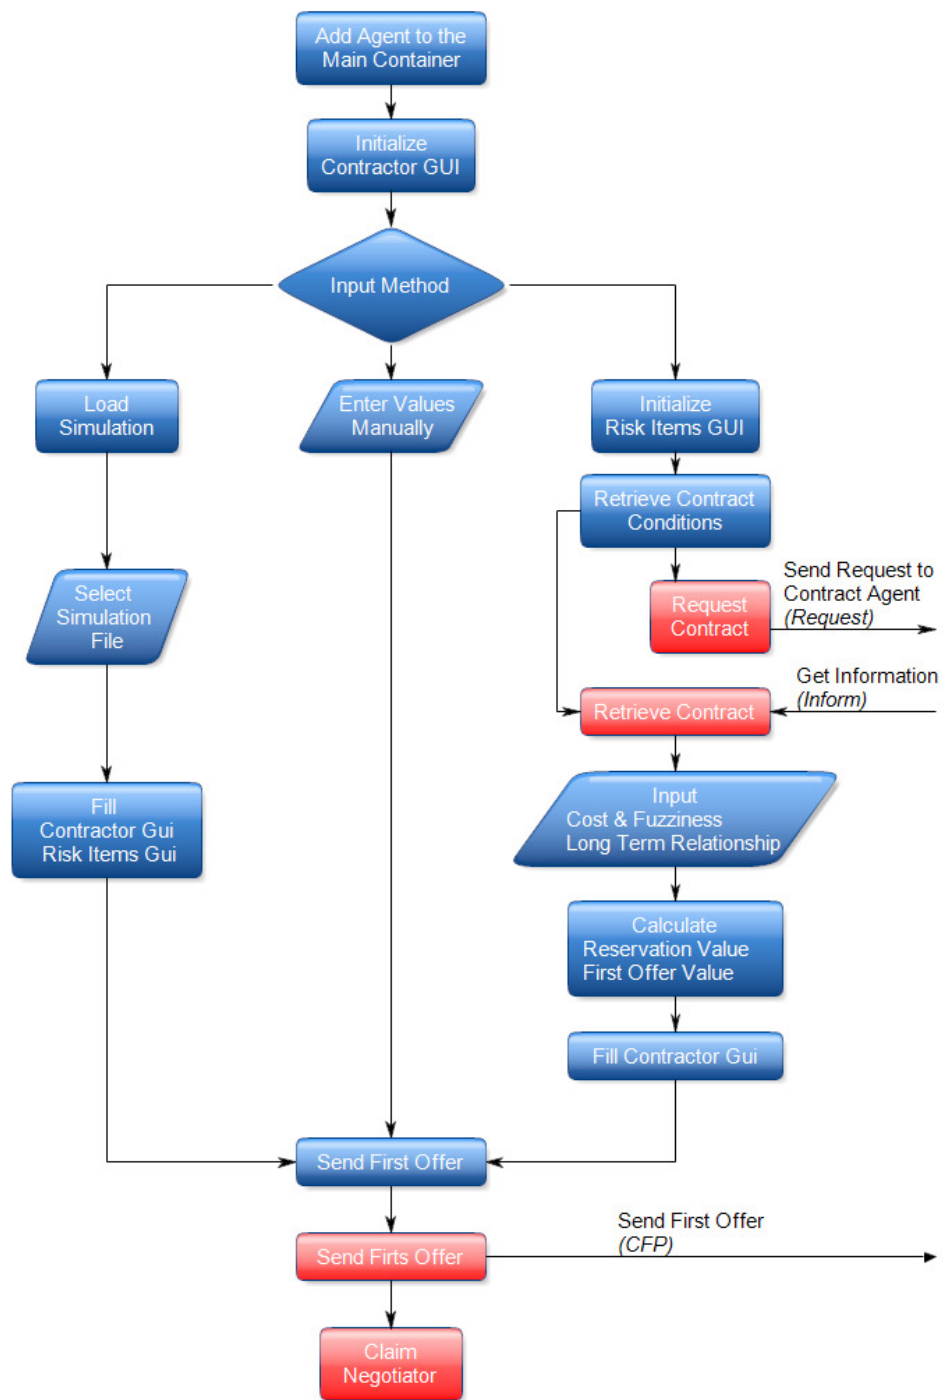 Add Agent to the
Main Container
Initialize
Contractor GUI
Input Method
Load
Simulation
Enter Values
Manually
Initialize
Risk Items GUI
Retrieve Contract
Conditions
Select
Simulation
File
Request
Contract
Send Request to
Contract Agent
(Request)
Get Information
(Inform)
Retrieve Contract
Fill
Contractor Gui
Risk Items Gui
Input
Cost & Fuzziness
Long Term Relationship
Calculate
Reservation Value
First Offer Value
Fill Contractor Gui
Send First Offer
Send Firts Offer
Send First Offer
(CFP)
Claim
Negotiator